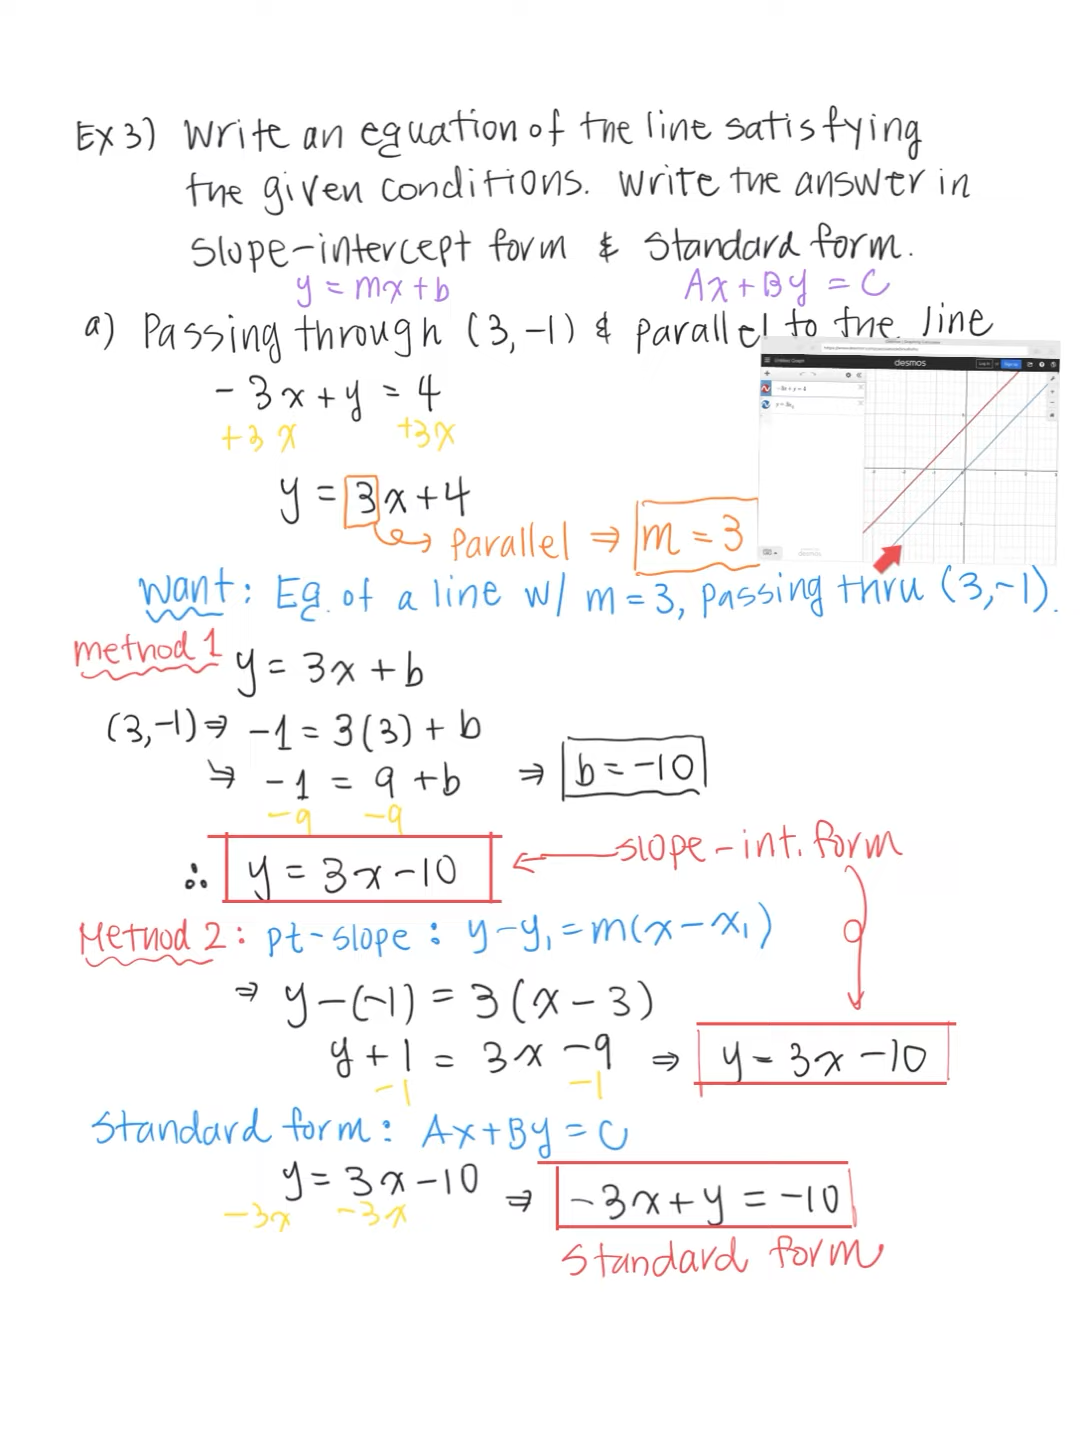 Ex 3) Write an equation of the line satisfying
the given conditions. Write the answer in
slope-intercept form & standard form.
y = mx + b Ax + By = C
a) Passing through (3, -1) & parallel to the line
-3x + y = 4
+3x +3x
desmos
y = 3x + 4
parallel ⇒ m = 3
desmos
Want: Eq. of a line w/ m = 3, passing thru (3, -1).
method 1 y = 3x + b
(3, -1) ⇒ -1 = 3(3) + b
⇒ -1 = 9 + b ⇒ b = -10
-9 -9
∴ y = 3x - 10 ← slope-int. form
Method 2: pt-slope: y - y₁ = m(x - x₁)
⇒ y - (-1) = 3(x - 3)
y + 1 = 3x - 9 ⇒ y = 3x - 10
-1 -1
Standard form: Ax + By = C
y = 3x - 10 ⇒ -3x + y = -10
-3x -3x
Standard form